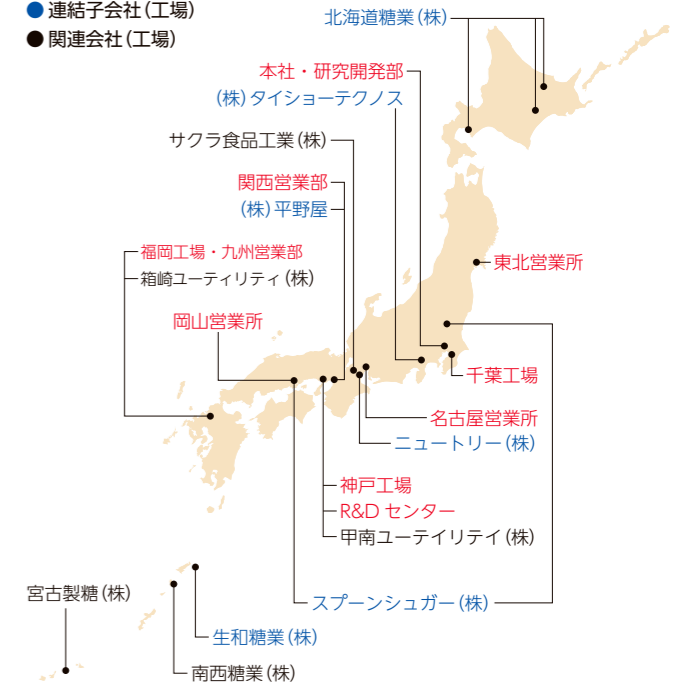 ●連結子会社(工場)
●関連会社(工場)
北海道糖業(株)
本社・研究開発部
(株)タイショーテクノス
サクラ食品工業(株)
関西営業部
(株)平野屋
福岡工場・九州営業部
箱崎ユーティリティ(株)
東北営業所
岡山営業所
千葉工場
名古屋営業所
ニュートリー(株)
神戸工場
R&D センター
甲南ユーテイリテイ(株)
宮古製糖(株)
スプーンシュガー(株)
生和糖業(株)
南西糖業(株)